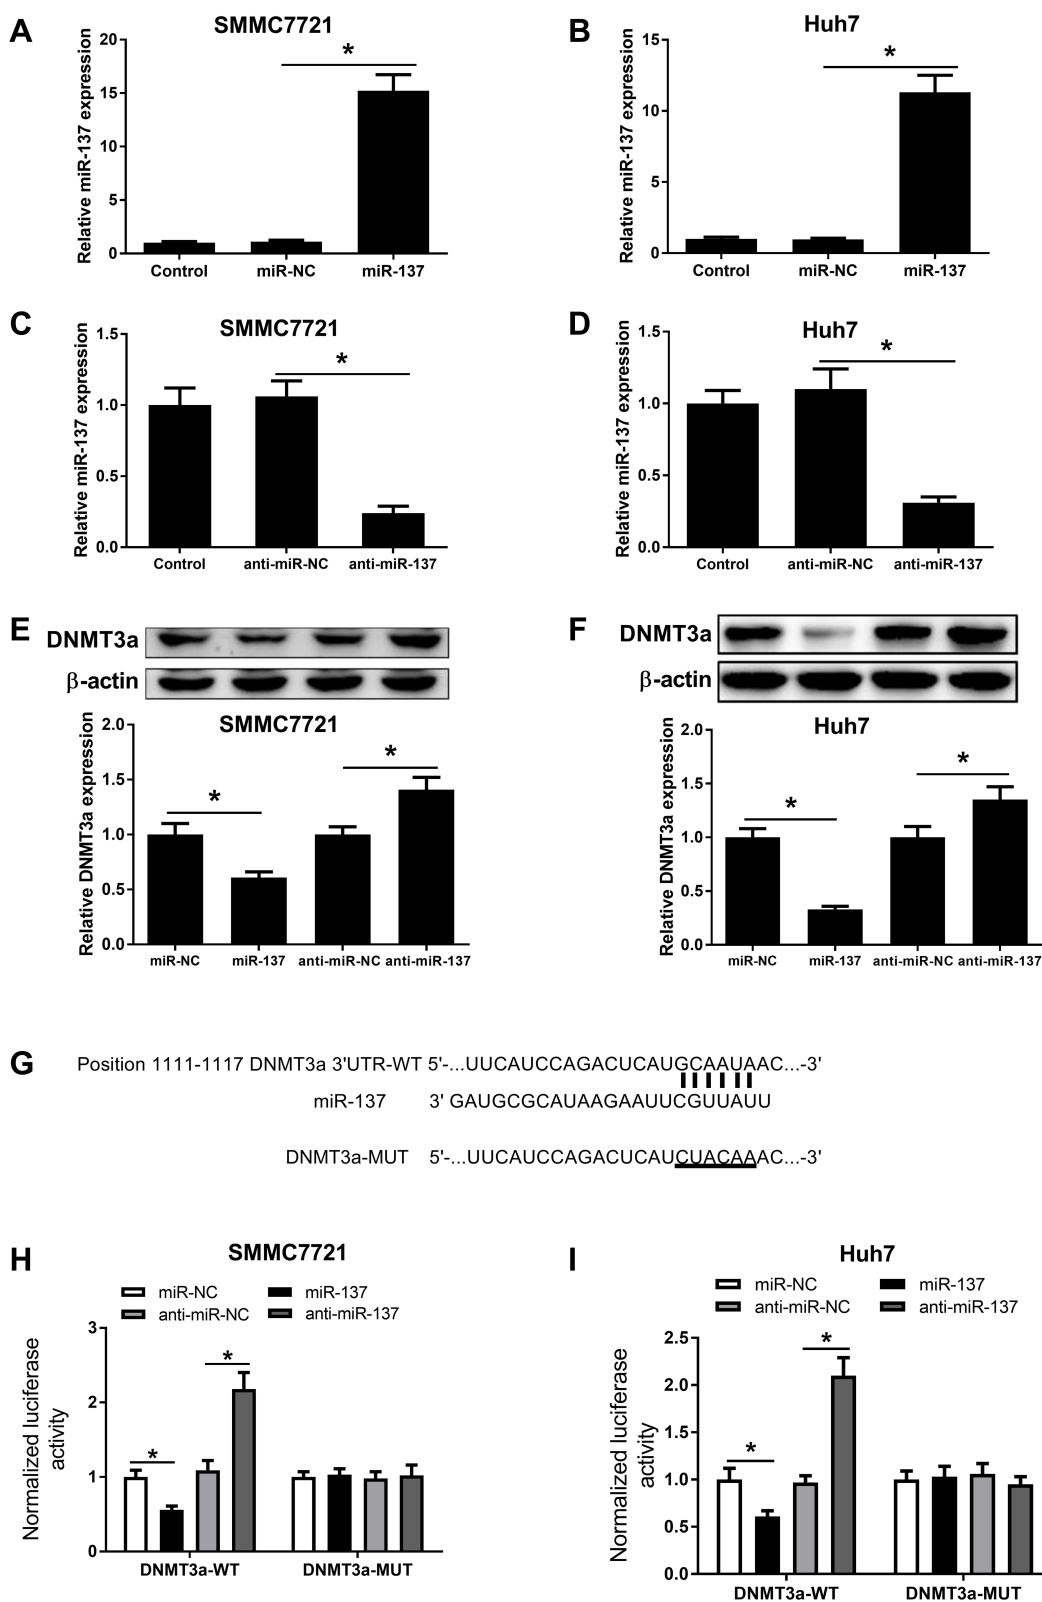 A
SMMC7721
Relative miR-137 expression
20
15
10
5
0
*
Control
miR-NC
miR-137
B
Huh7
Relative miR-137 expression
15
10
5
0
*
Control
miR-NC
miR-137
C
SMMC7721
Relative miR-137 expression
1.5
1.0
0.5
0.0
*
Control
anti-miR-NC
anti-miR-137
D
Huh7
Relative miR-137 expression
1.5
1.0
0.5
0.0
*
Control
anti-miR-NC
anti-miR-137
E
DNMT3a
β-actin
SMMC7721
Relative DNMT3a expression
2.0
1.5
1.0
0.5
0.0
*
*
miR-NC
miR-137
anti-miR-NC
anti-miR-137
F
DNMT3a
β-actin
Huh7
Relative DNMT3a expression
2.0
1.5
1.0
0.5
0.0
*
*
miR-NC
miR-137
anti-miR-NC
anti-miR-137
G
Position 1111-1117 DNMT3a 3'UTR-WT 5'-...UUCAUCCAGACUCAUGCAAUAAC...-3'
miR-137 3' GAUGCGCAUAAGAAUUCGUUAUU
DNMT3a-MUT 5'-...UUCAUCCAGACUCAUCUACAAAC...-3'
H
SMMC7721
miR-NC
miR-137
anti-miR-NC
anti-miR-137
Normalized luciferase
activity
3
2
1
0
*
*
DNMT3a-WT
DNMT3a-MUT
I
Huh7
miR-NC
miR-137
anti-miR-NC
anti-miR-137
Normalized luciferase
activity
2.5
2.0
1.5
1.0
0.5
0.0
*
*
DNMT3a-WT
DNMT3a-MUT